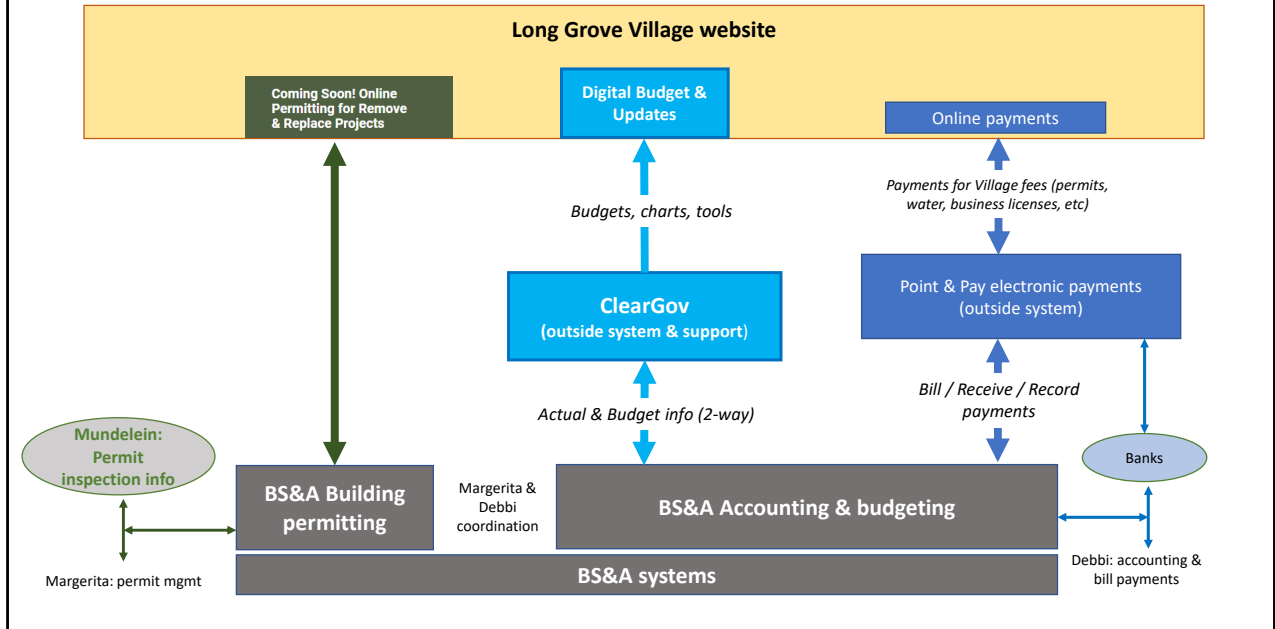 Long Grove Village website
Coming Soon! Online
Permitting for Remove
& Replace Projects
Digital Budget &
Updates
Online payments
Payments for Village fees (permits,
water, business licenses, etc)
Budgets, charts, tools
Point & Pay electronic payments
(outside system)
ClearGov
(outside system & support)
Bill / Receive / Record
payments
Actual & Budget info (2-way)
Mundelein:
Permit
inspection info
Banks
BS&A Building
permitting
Margerita &
Debbi
coordination
BS&A Accounting & budgeting
Margerita: permit mgmt
BS&A systems
Debbi: accounting &
bill payments